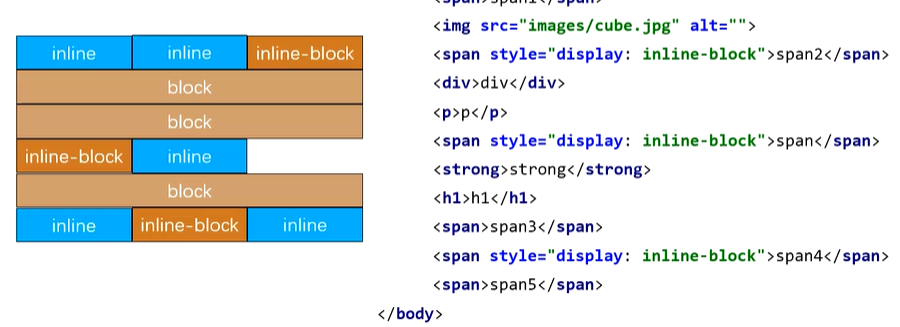 <span>span1</span>
<img src="images/cube.jpg" alt="">
inline inline inline-block
<span style="display: inline-block">span2</span>
block
<div>div</div>
block
<p>p</p>
inline-block inline
<span style="display: inline-block">span</span>
<strong>strong</strong>
block
<h1>h1</h1>
inline inline-block inline
<span>span3</span>
<span style="display: inline-block">span4</span>
<span>span5</span>
</body>